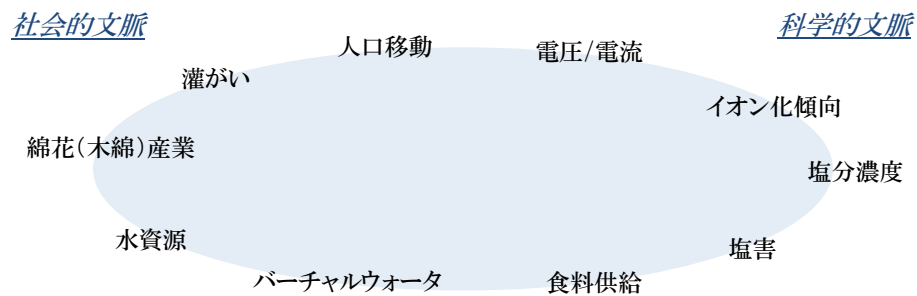 社会的文脈
科学的文脈
人口移動
電圧/電流
灌がい
イオン化傾向
綿花(木綿)産業
塩分濃度
水資源
塩害
バーチャルウォータ
食料供給